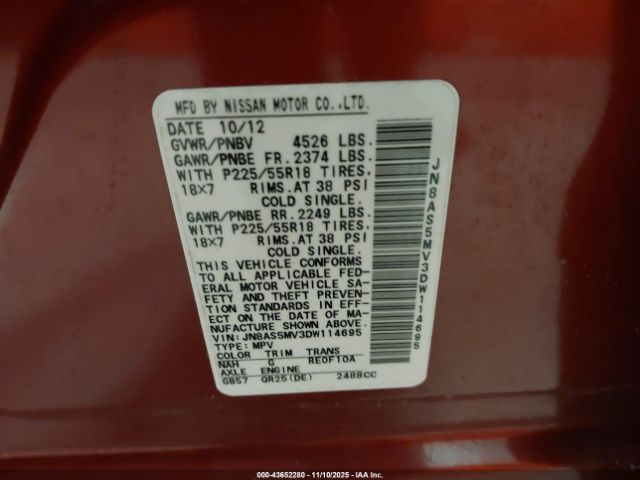 MFD BY NISSAN MOTOR CO.,LTD.
DATE 10/12
GVWR/PNBV 4526 LBS.
GAWR/PNBE FR. 2374 LBS.
WITH P225/55R18 TIRES,
18X7 RIMS.AT 38 PSI
COLD SINGLE.
GAWR/PNBE RR. 2249 LBS.
WITH P225/55R18 TIRES,
18X7 RIMS.AT 38 PSI
COLD SINGLE.
THIS VEHICLE CONFORMS
TO ALL APPLICABLE FED-
ERAL MOTOR VEHICLE SA-
FETY AND THEFT PREVEN-
TION STANDARDS IN EFF-
ECT ON THE DATE OF MA-
NUFACTURE SHOWN ABOVE.
VIN: JN8AS5MV3DW114695
TYPE: MPV
COLOR TRIM TRANS
NAH G RE0F10A
AXLE ENGINE
GB57 QR25(DE) 2488CC
JN8AS5MV3DW114695
000-43652280 - 11/10/2025 - IAA Inc.